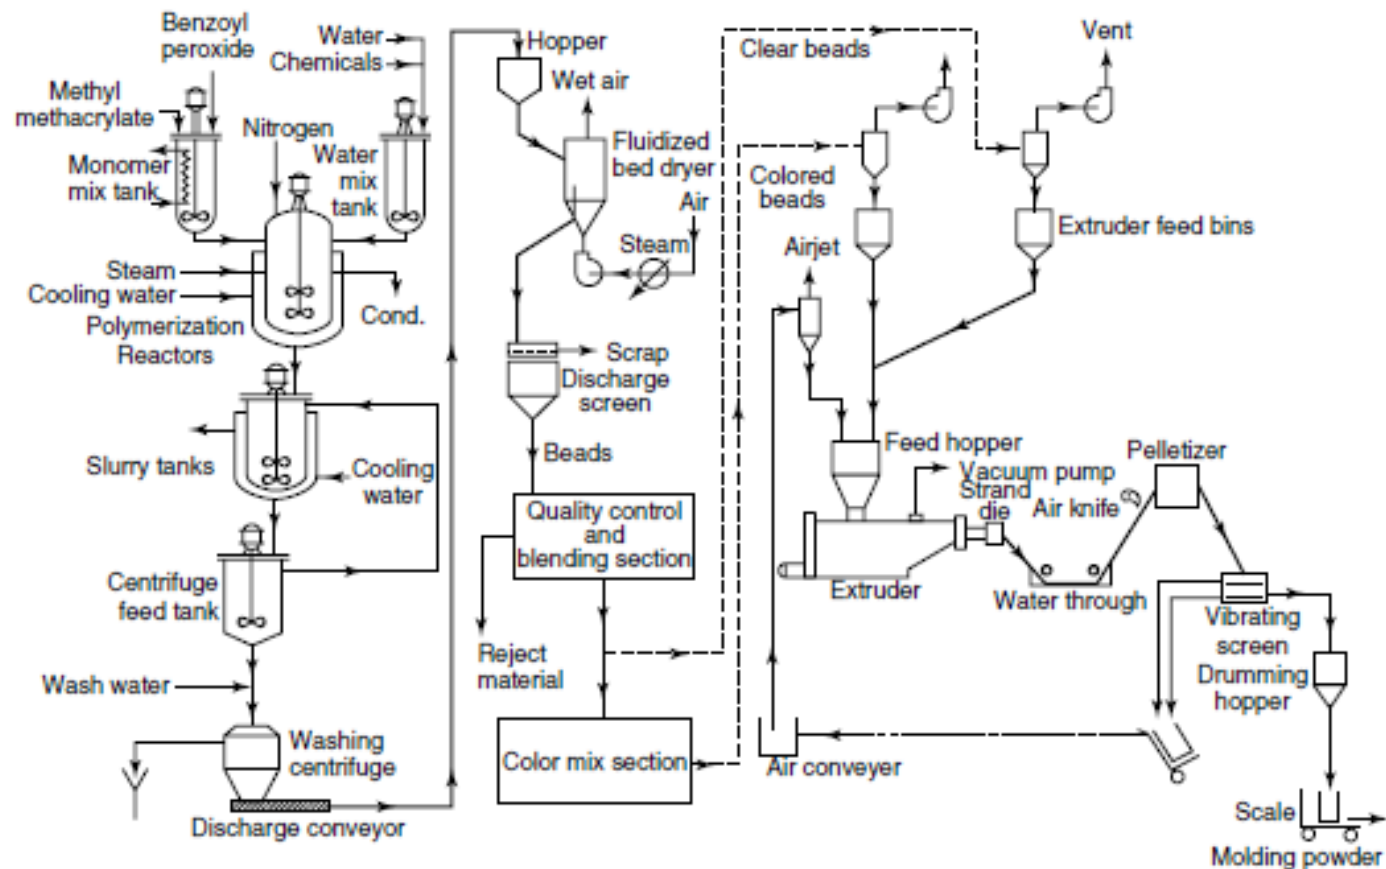 Benzoyl
peroxide
Water
Chemicals
Methyl
methacrylate
Nitrogen
Monomer
mix tank
Water
mix
tank
Steam
Cooling water
Cond.
Polymerization
Reactors
Slurry tanks
Cooling
water
Centrifuge
feed tank
Wash water
Washing
centrifuge
Discharge conveyor
Hopper
Wet air
Fluidized
bed dryer
Air
Steam
Scrap
Discharge
screen
Beads
Quality control
and
blending section
Reject
material
Color mix section
Clear beads
Vent
Colored
beads
Extruder feed bins
Airjet
Feed hopper
Vacuum pump
Strand
die
Air knife
Pelletizer
Extruder
Water through
Vibrating
screen
Drumming
hopper
Air conveyer
Scale
Molding powder